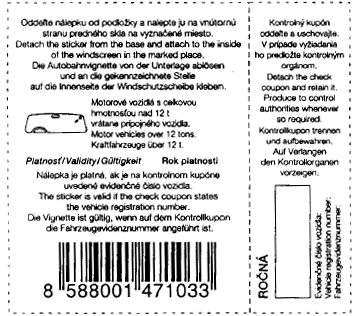 Oddeľte nálepku od podložky a nalepte ju na vnútornú
stranu predného skla na vyznačené miesto.
Detach the sticker from the base and attach to the inside
of the windscreen in the marked place.
Die Autobahnvignette von der Unterlage ablösen
und an die gekennzeichnete Stelle
auf die Innenseite der Windschutzscheibe kleben.
Motorové vozidlá s celkovou
hmotnosťou nad 12 t.
vrátane prípojného vozidla.
Motor vehicles over 12 tons.
Kraftfahrzeuge über 12 t.
Platnosť/Validity/Gültigkeit Rok platnosti
Nálepka je platná, ak je na kontrolnom kupóne
uvedené evidenčné číslo vozidla.
The sticker is valid if the check coupon states
the vehicle registration number.
Die Vignette ist gültig, wenn auf dem Kontrollkupon
die Fahrzeugevidenznummer angeführt ist.
8 588001 471033
Kontrolný kupón
oddeľte a uschovajte.
V prípade vyžiadania
ho predložte kontrolným
orgánom.
Detach the check
coupon and retain it.
Produce to control
authorities whenever
so required.
Kontrollkupon trennen
und aufbewahren.
Auf Verlangen
den Kontrollorganen
vorzeigen.
ROČNÁ
Evidenčné číslo vozidla:
Vehicle registration number:
Fahrzeugevidenznummer: